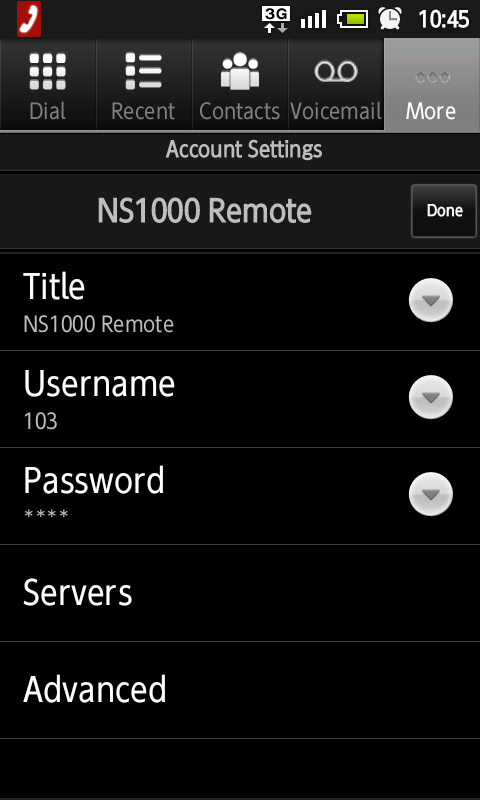 3G 10:45
Dial Recent Contacts Voicemail More
Account Settings
NS1000 Remote Done
Title
NS1000 Remote
Username
103
Password
****
Servers
Advanced